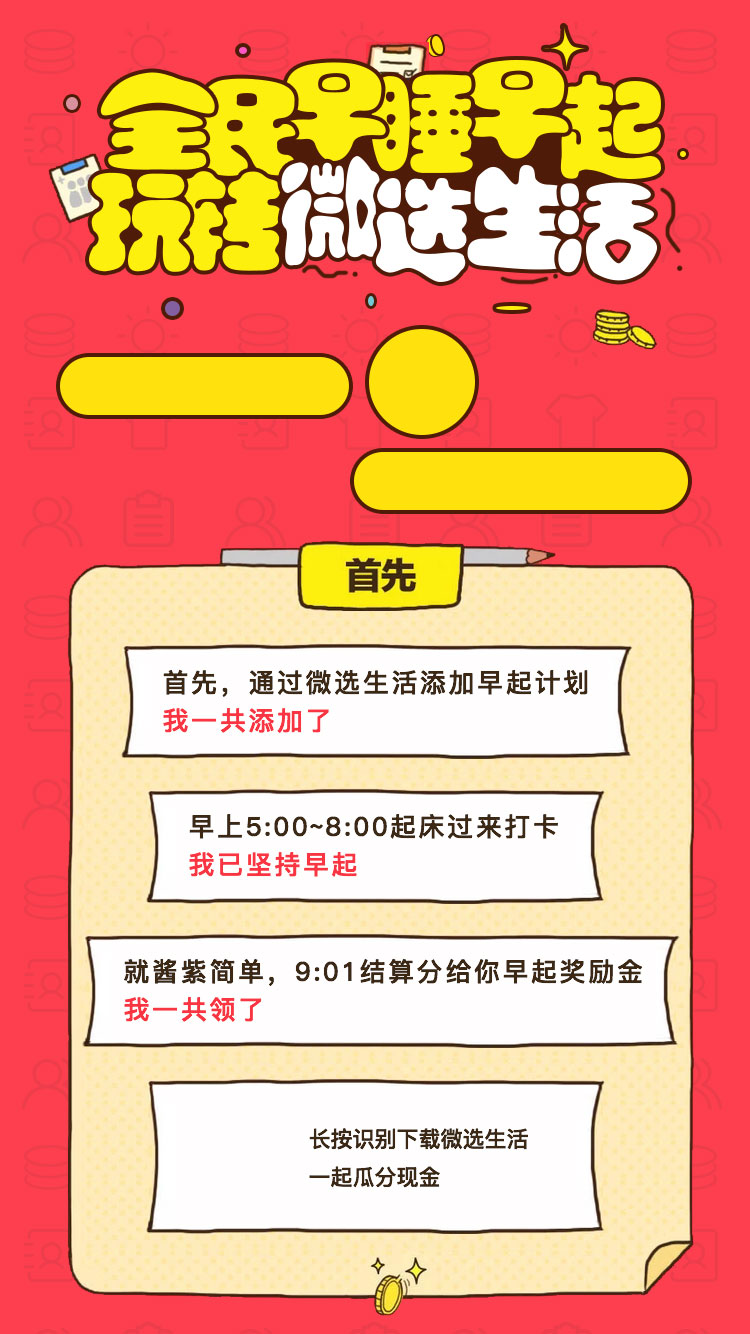 全民早睡早起
玩转微选生活
首先
首先，通过微选生活添加早起计划
我一共添加了
早上5:00~8:00起床过来打卡
我已坚持早起
就酱紫简单，9:01结算分给你早起奖励金
我一共领了
长按识别下载微选生活
一起瓜分现金